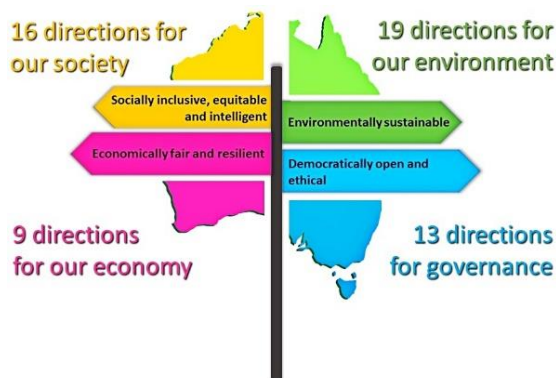 16 directions for
our society
19 directions for
our environment
Socially inclusive, equitable
and intelligent
Environmentally sustainable
Economically fair and resilient
Democratically open and
ethical
9 directions
for our economy
13 directions
for governance